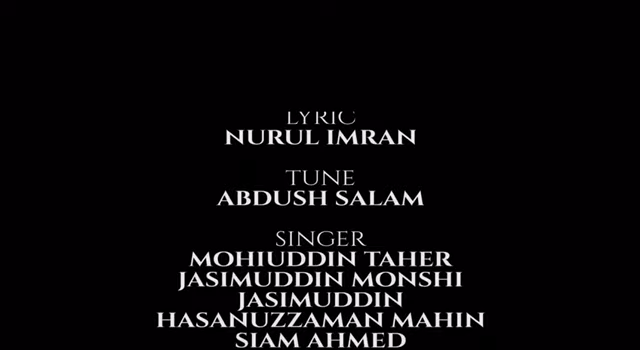 LYRIC
NURUL IMRAN
TUNE
ABDUSH SALAM
SINGER
MOHIUDDIN TAHER
JASIMUDDIN MONSHI
JASIMUDDIN
HASANUZZAMAN MAHIN
SIAM AHMED